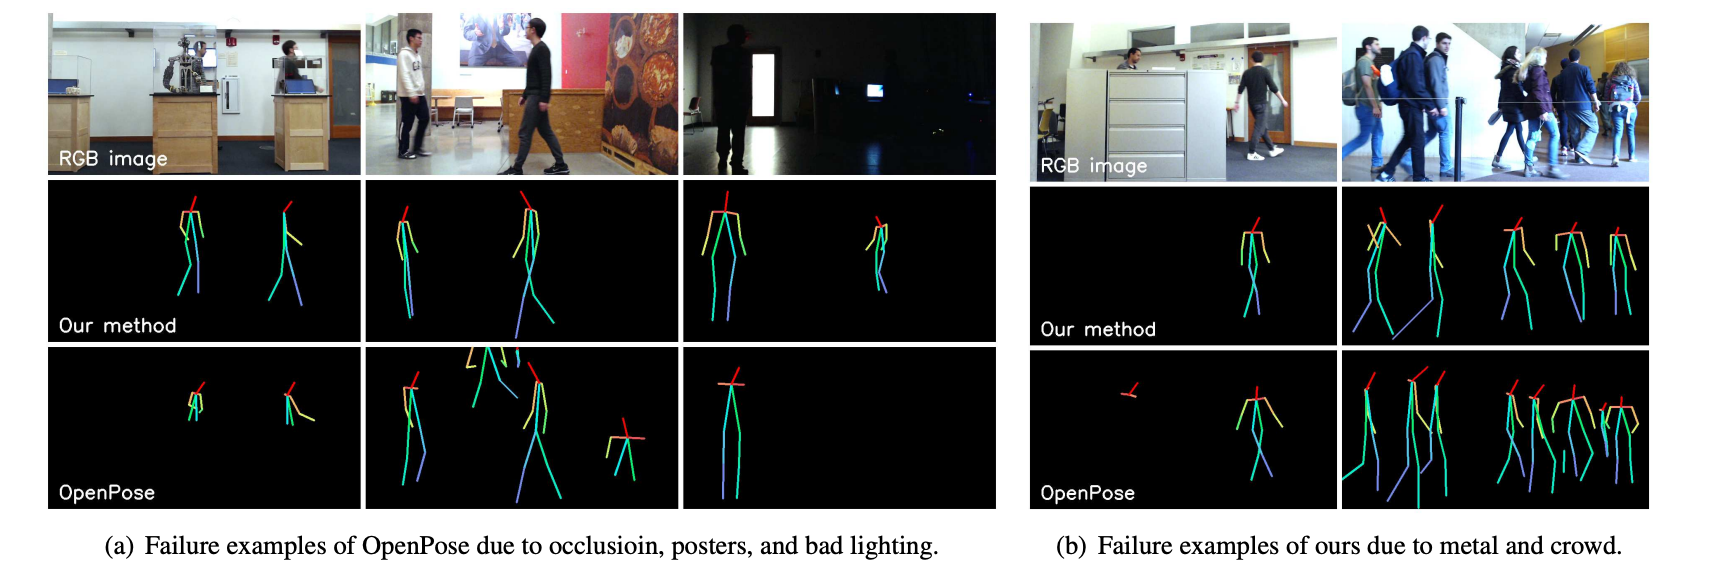 RGB image
RGB image
Our method
Our method
OpenPose
OpenPose
(a) Failure examples of OpenPose due to occlusioin, posters, and bad lighting.
(b) Failure examples of ours due to metal and crowd.